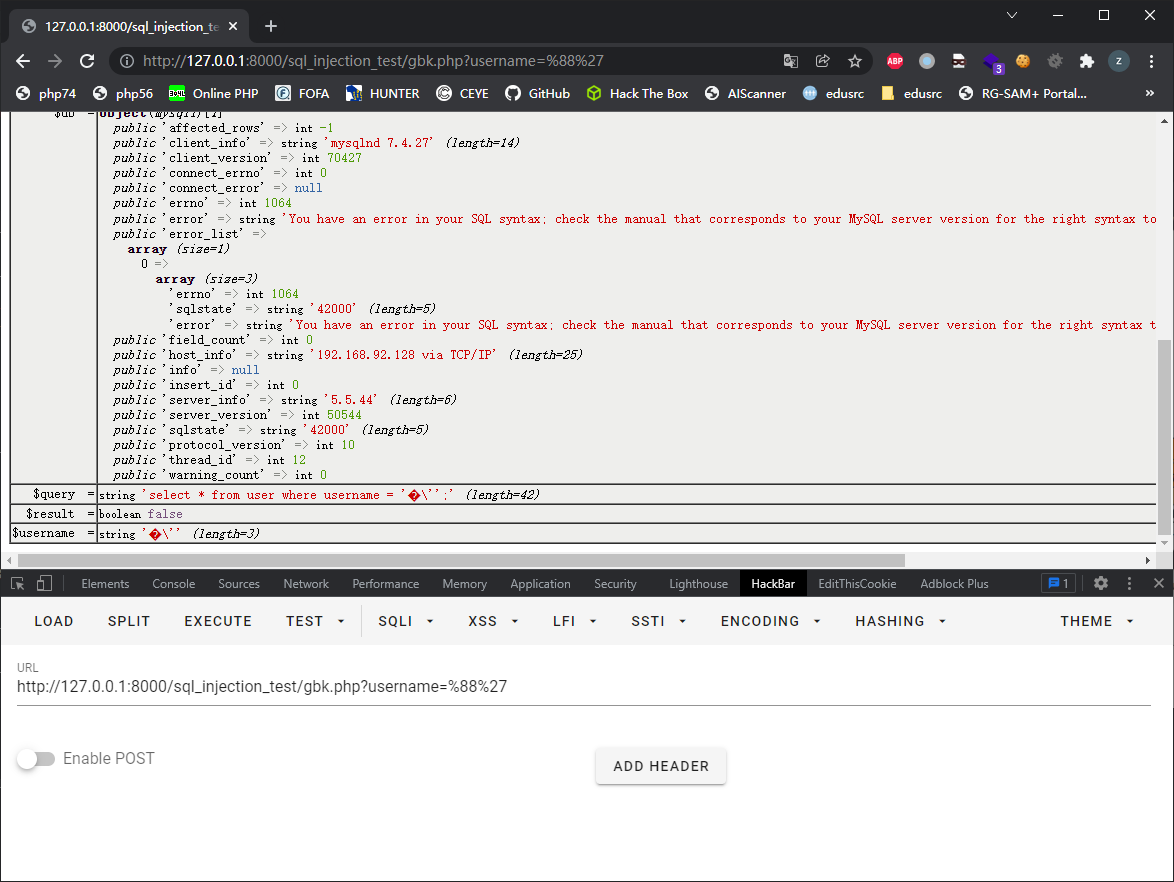 127.0.0.1:8000/sql_injection_te
http://127.0.0.1:8000/sql_injection_test/gbk.php?username=%88%27
ABP
3
Z
php74
php56
3v4L
Online PHP
FOFA
HUNTER
CEYE
GitHub
Hack The Box
AIScanner
edusrc
edusrc
RG-SAM+ Portal...
»
$db =
object(mysqli)[1]
public 'affected_rows' => int -1
public 'client_info' => string 'mysqlnd 7.4.27' (length=14)
public 'client_version' => int 70427
public 'connect_errno' => int 0
public 'connect_error' => null
public 'errno' => int 1064
public 'error' => string 'You have an error in your SQL syntax; check the manual that corresponds to your MySQL server version for the right syntax to
public 'error_list' =>
array (size=1)
0 =>
array (size=3)
'errno' => int 1064
'sqlstate' => string '42000' (length=5)
'error' => string 'You have an error in your SQL syntax; check the manual that corresponds to your MySQL server version for the right syntax t
public 'field_count' => int 0
public 'host_info' => string '192.168.92.128 via TCP/IP' (length=25)
public 'info' => null
public 'insert_id' => int 0
public 'server_info' => string '5.5.44' (length=6)
public 'server_version' => int 50544
public 'sqlstate' => string '42000' (length=5)
public 'protocol_version' => int 10
public 'thread_id' => int 12
public 'warning_count' => int 0
$query = string 'select * from user where username = '�\'';' (length=42)
$result = boolean false
$username = string '�\'' (length=3)
Elements
Console
Sources
Network
Performance
Memory
Application
Security
Lighthouse
HackBar
EditThisCookie
Adblock Plus
1
LOAD
SPLIT
EXECUTE
TEST
SQLI
XSS
LFI
SSTI
ENCODING
HASHING
THEME
URL
http://127.0.0.1:8000/sql_injection_test/gbk.php?username=%88%27
Enable POST
ADD HEADER